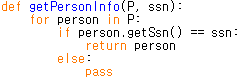 def getPersonInfo(P, ssn):
    for person in P:
        if person.getSsn() == ssn:
            return person
        else:
            pass